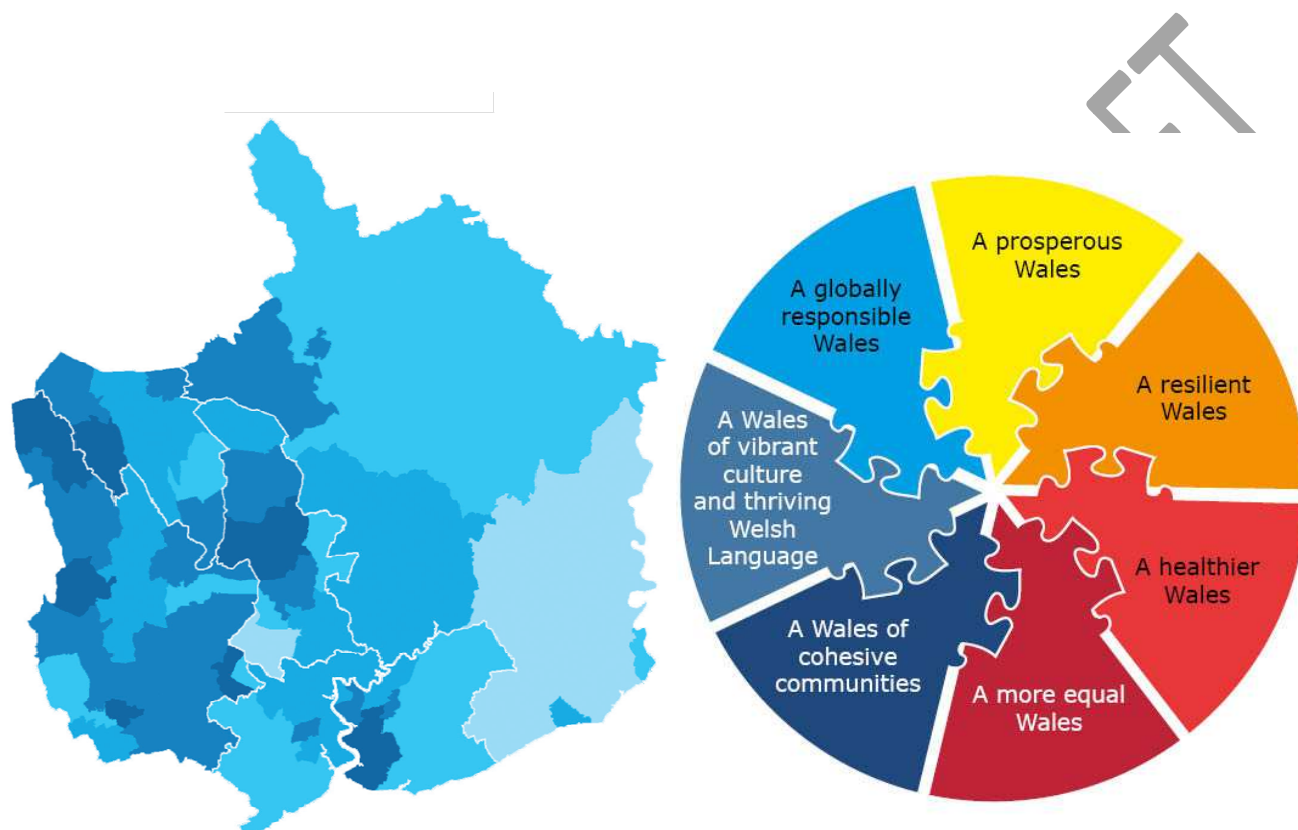 A prosperous
Wales
A globally
responsible
Wales
A resilient
Wales
A Wales
of vibrant
culture
and thriving
Welsh
Language
A healthier
Wales
A Wales of
cohesive
communities
A more equal
Wales